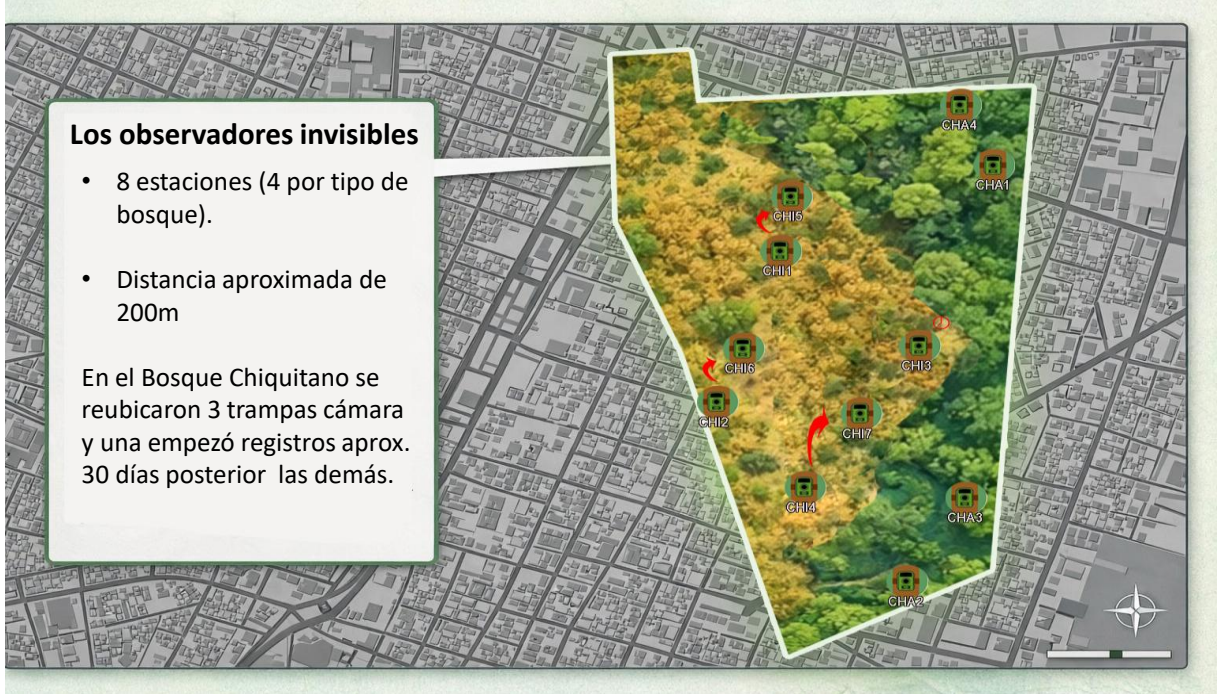 Los observadores invisibles
• 8 estaciones (4 por tipo de
bosque).
• Distancia aproximada de
200m
En el Bosque Chiquitano se
reubicaron 3 trampas cámara
y una empezó registros aprox.
30 días posterior  las demás.
CHA4
CHA1
CHI5
CHI1
CHI3
CHI6
CHI2
CHI7
CHI4
CHA3
CHA2